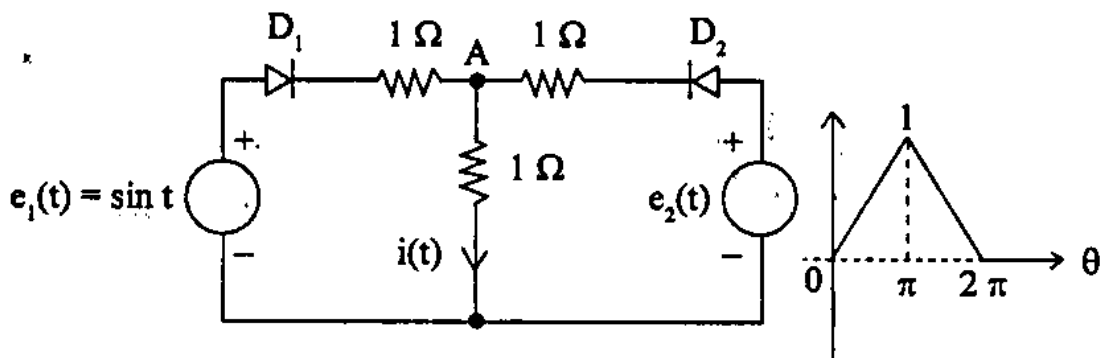 D₁
1 Ω
A
1 Ω
D₂
+
e₁(t) = sin t
−
1 Ω
i(t)
+
e₂(t)
−
1
0
π
2 π
θ